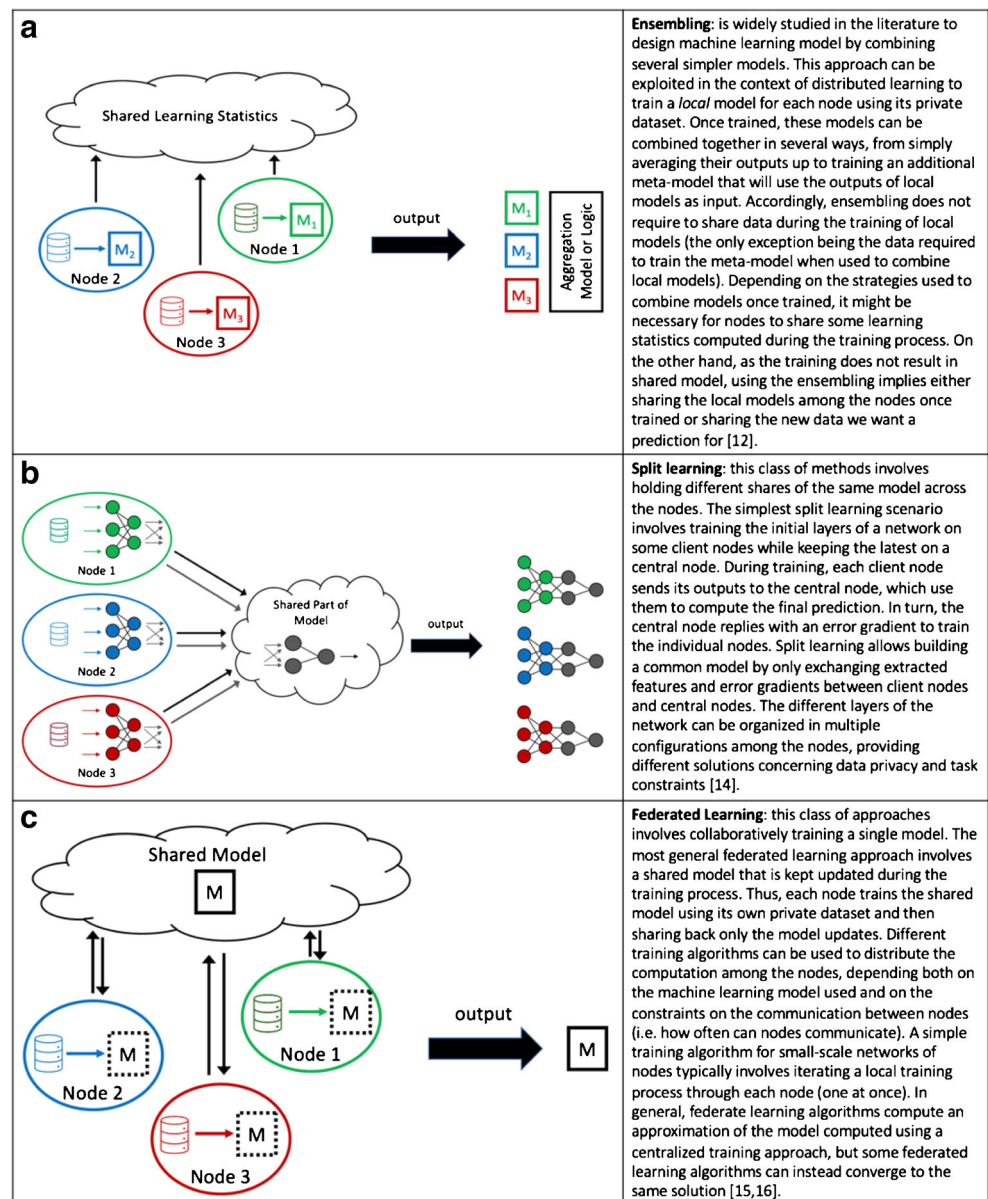 a
Shared Learning Statistics
M1
Node 1
M2
Node 2
M3
Node 3
output
M1
M2
M3
Aggregation
Model or Logic
Ensembling: is widely studied in the literature to
design machine learning model by combining
several simpler models. This approach can be
exploited in the context of distributed learning to
train a local model for each node using its private
dataset. Once trained, these models can be
combined together in several ways, from simply
averaging their outputs up to training an additional
meta-model that will use the outputs of local
models as input. Accordingly, ensembling does not
require to share data during the training of local
models (the only exception being the data required
to train the meta-model when used to combine
local models). Depending on the strategies used to
combine models once trained, it might be
necessary for nodes to share some learning
statistics computed during the training process. On
the other hand, as the training does not result in
shared model, using the ensembling implies either
sharing the local models among the nodes once
trained or sharing the new data we want a
prediction for [12].
b
Node 1
Node 2
Node 3
Shared Part of
Model
output
Split learning: this class of methods involves
holding different shares of the same model across
the nodes. The simplest split learning scenario
involves training the initial layers of a network on
some client nodes while keeping the latest on a
central node. During training, each client node
sends its outputs to the central node, which use
them to compute the final prediction. In turn, the
central node replies with an error gradient to train
the individual nodes. Split learning allows building
a common model by only exchanging extracted
features and error gradients between client nodes
and central nodes. The different layers of the
network can be organized in multiple
configurations among the nodes, providing
different solutions concerning data privacy and task
constraints [14].
c
Shared Model
M
M
Node 1
M
Node 2
M
Node 3
output
M
Federated Learning: this class of approaches
involves collaboratively training a single model. The
most general federated learning approach involves
a shared model that is kept updated during the
training process. Thus, each node trains the shared
model using its own private dataset and then
sharing back only the model updates. Different
training algorithms can be used to distribute the
computation among the nodes, depending both on
the machine learning model used and on the
constraints on the communication between nodes
(i.e. how often can nodes communicate). A simple
training algorithm for small-scale networks of
nodes typically involves iterating a local training
process through each node (one at once). In
general, federate learning algorithms compute an
approximation of the model computed using a
centralized training approach, but some federated
learning algorithms can instead converge to the
same solution [15,16].